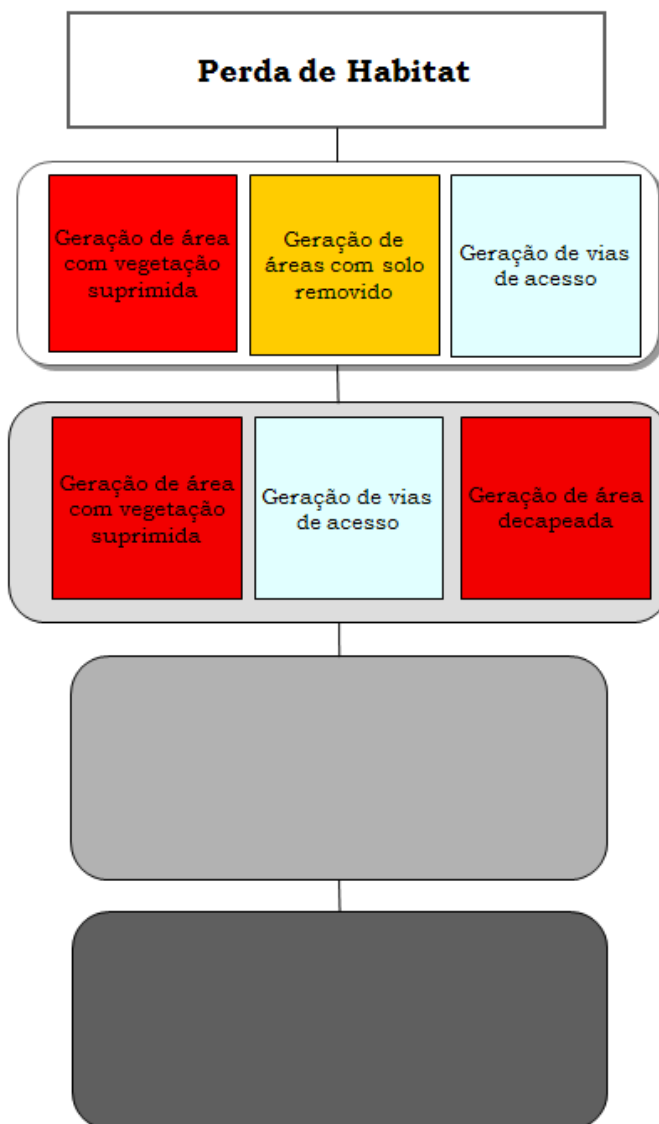 Perda de Habitat
Geração de área
com vegetação
suprimida
Geração de
áreas com solo
removido
Geração de vias
de acesso
Geração de área
com vegetação
suprimida
Geração de vias
de acesso
Geração de área
decapeada